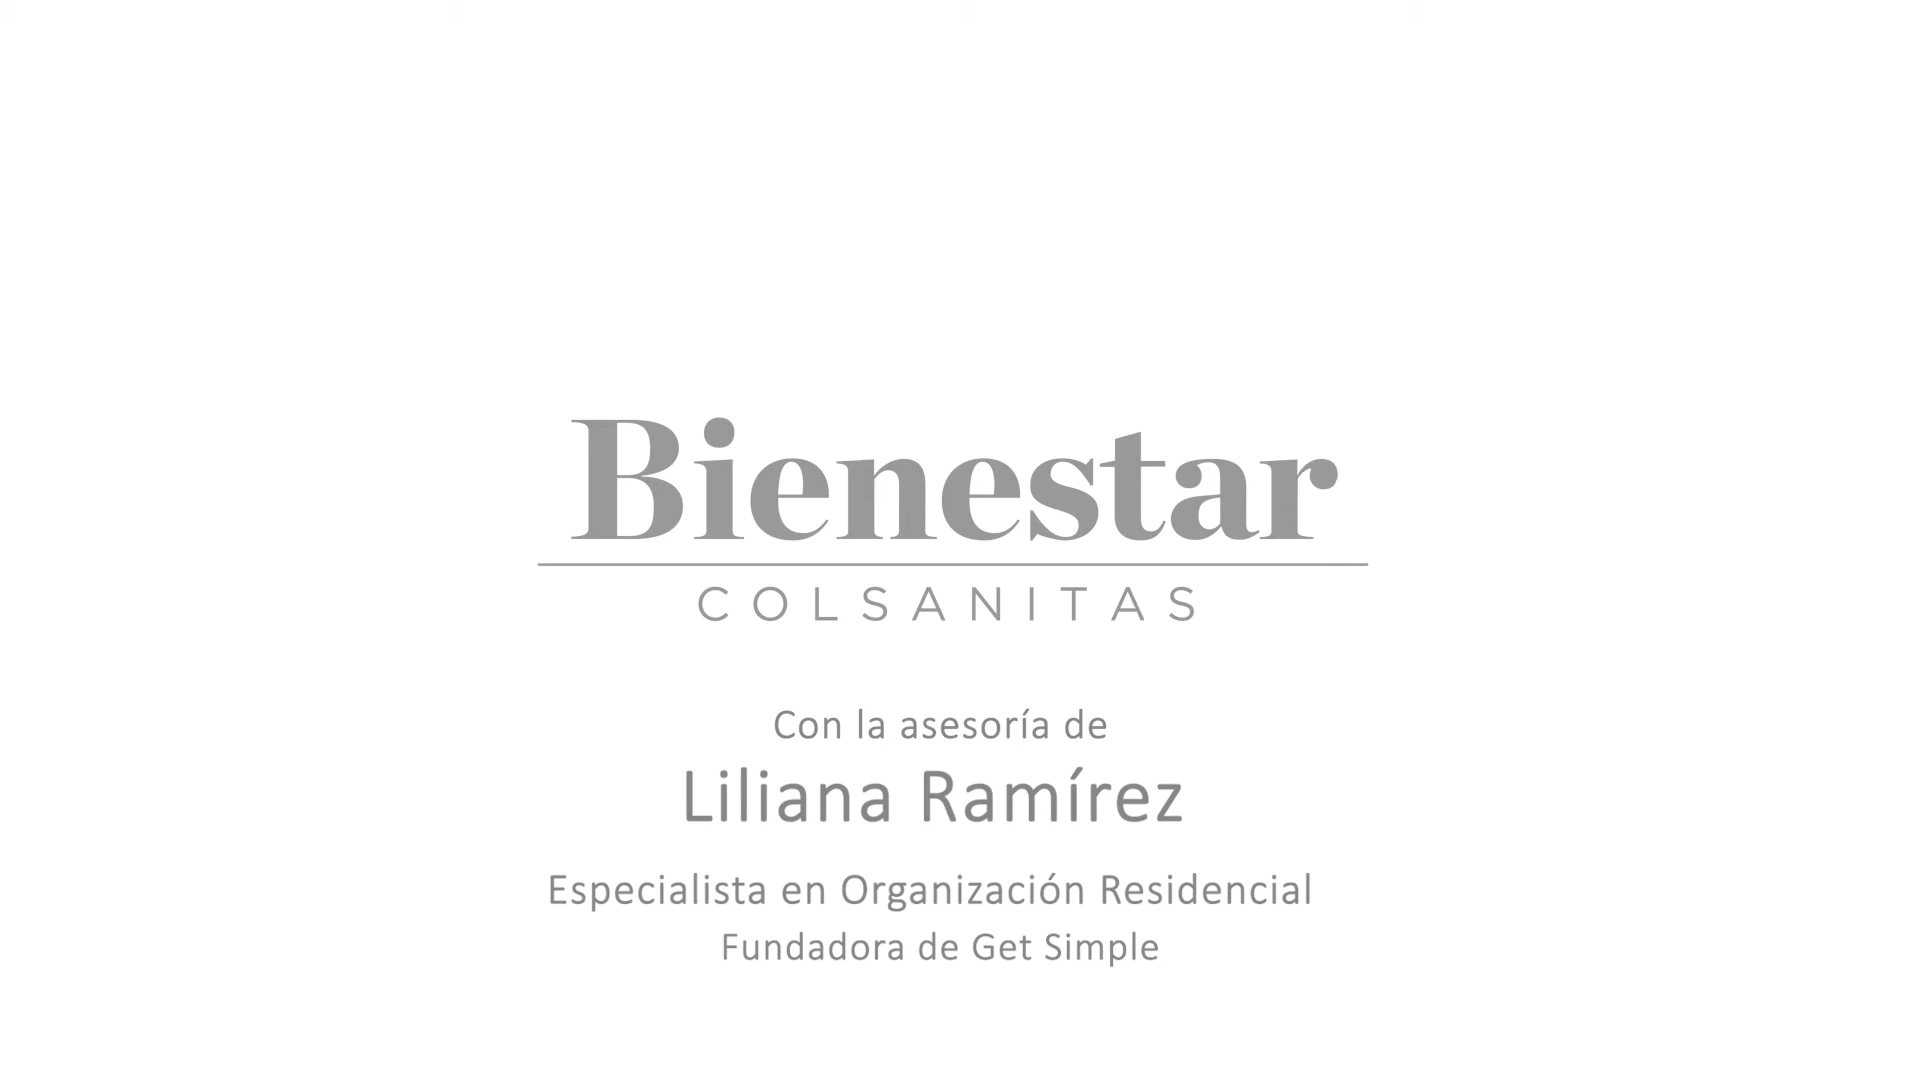 Bienestar
COLSANITAS
Con la asesoría de
Liliana Ramírez
Especialista en Organización Residencial
Fundadora de Get Simple